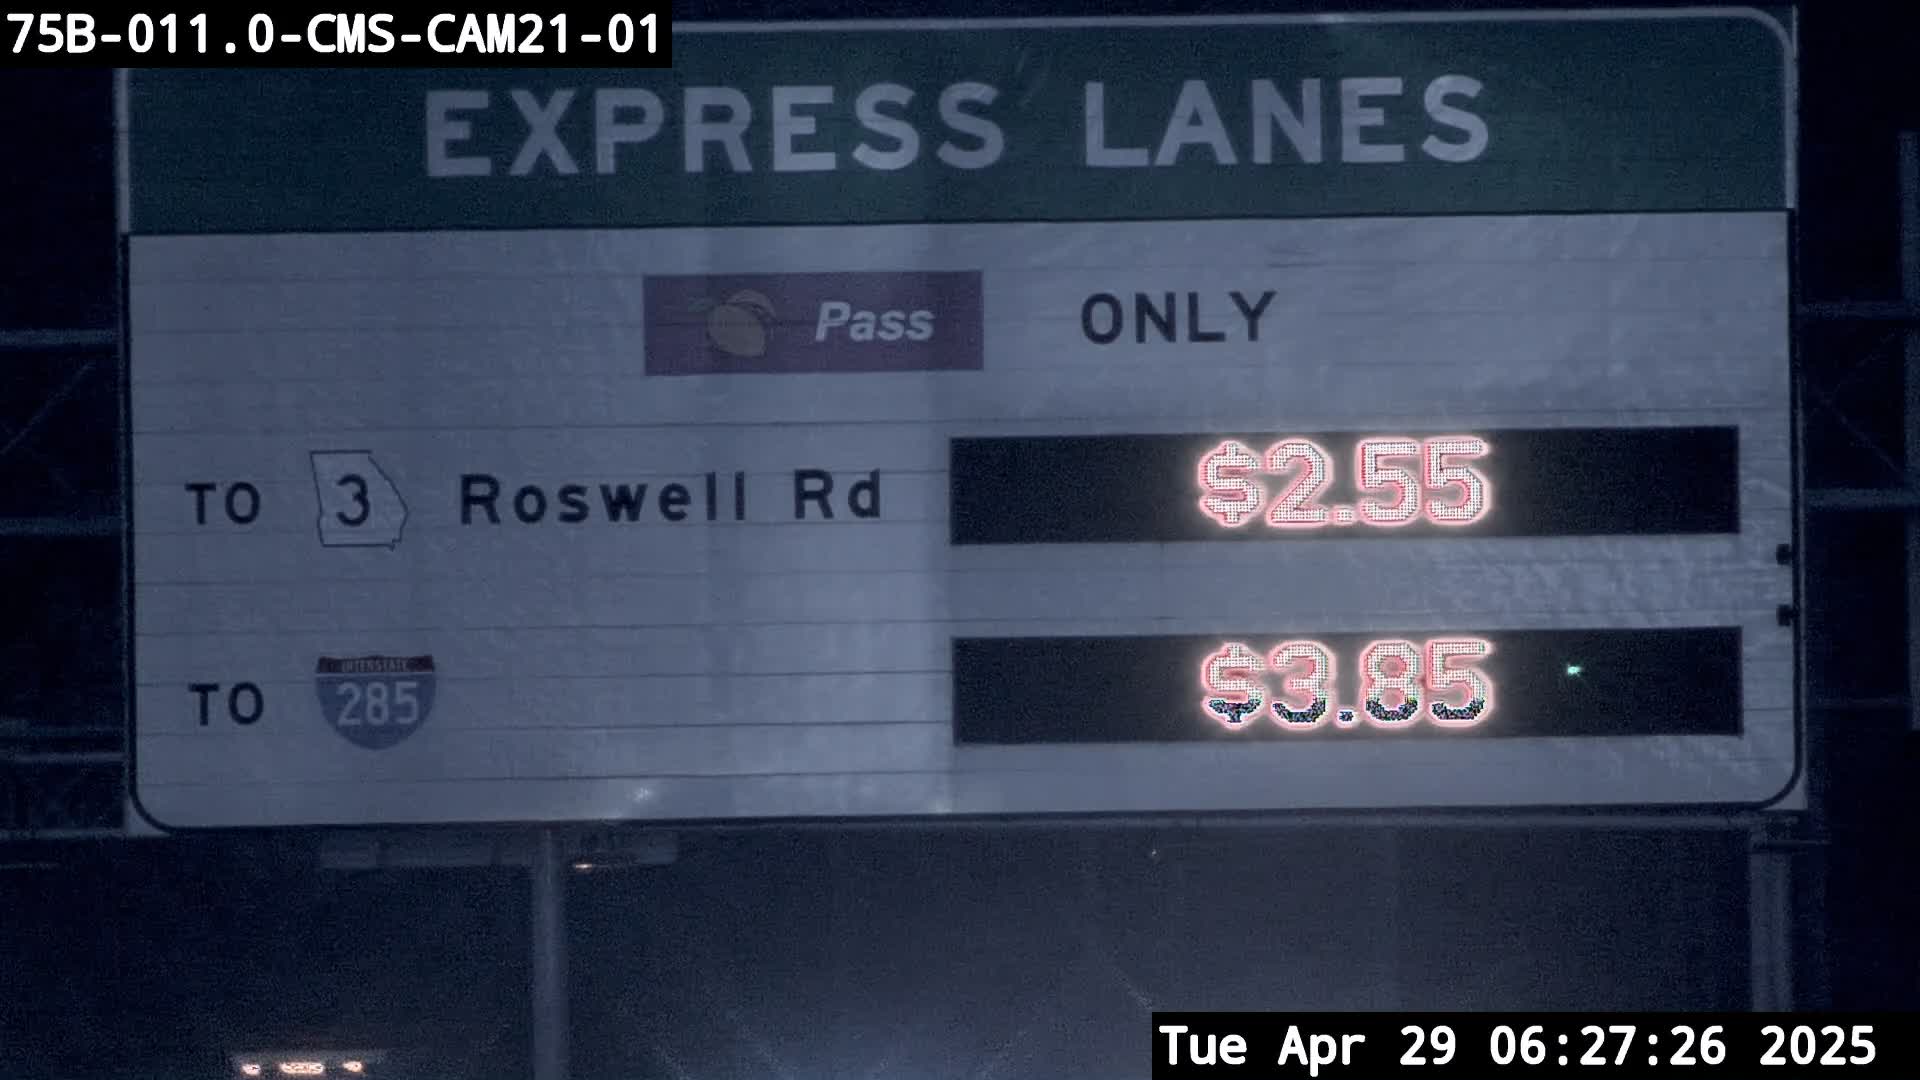 75B-011.0-CMS-CAM21-01
EXPRESS LANES
Pass ONLY
TO 3 Roswell Rd $2.55
INTERSTATE
TO 285 $3.85
Tue Apr 29 06:27:26 2025